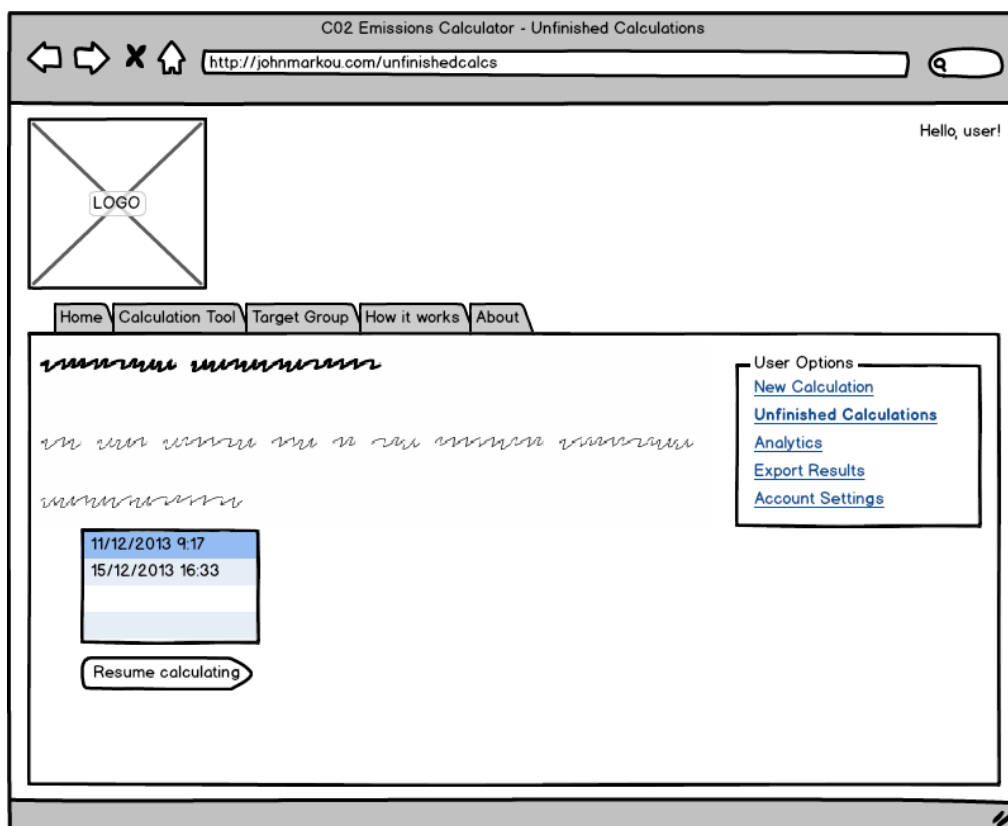 C02 Emissions Calculator - Unfinished Calculations
http://johnmarkou.com/unfinishedcalcs
Hello, user!
LOGO
Home Calculation Tool Target Group How it works About
User Options
New Calculation
Unfinished Calculations
Analytics
Export Results
Account Settings
11/12/2013 9:17
15/12/2013 16:33
Resume calculating